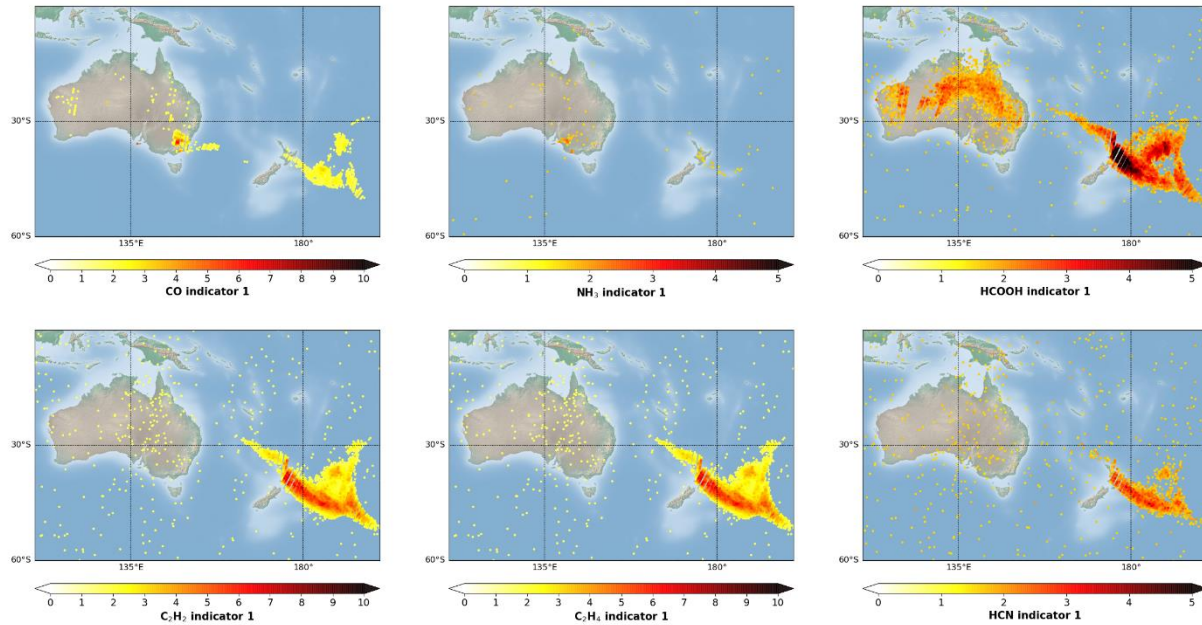 30°S
60°S
135°E 180°
0 1 2 3 4 5 6 7 8 9 10
CO indicator 1
135°E 180°
0 1 2 3 4 5
NH₃ indicator 1
30°S
60°S
135°E 180°
0 1 2 3 4 5
HCOOH indicator 1
30°S
60°S
135°E 180°
0 1 2 3 4 5 6 7 8 9 10
C₂H₂ indicator 1
30°S
60°S
135°E 180°
0 1 2 3 4 5 6 7 8 9 10
C₂H₄ indicator 1
30°S
60°S
135°E 180°
0 1 2 3 4 5
HCN indicator 1